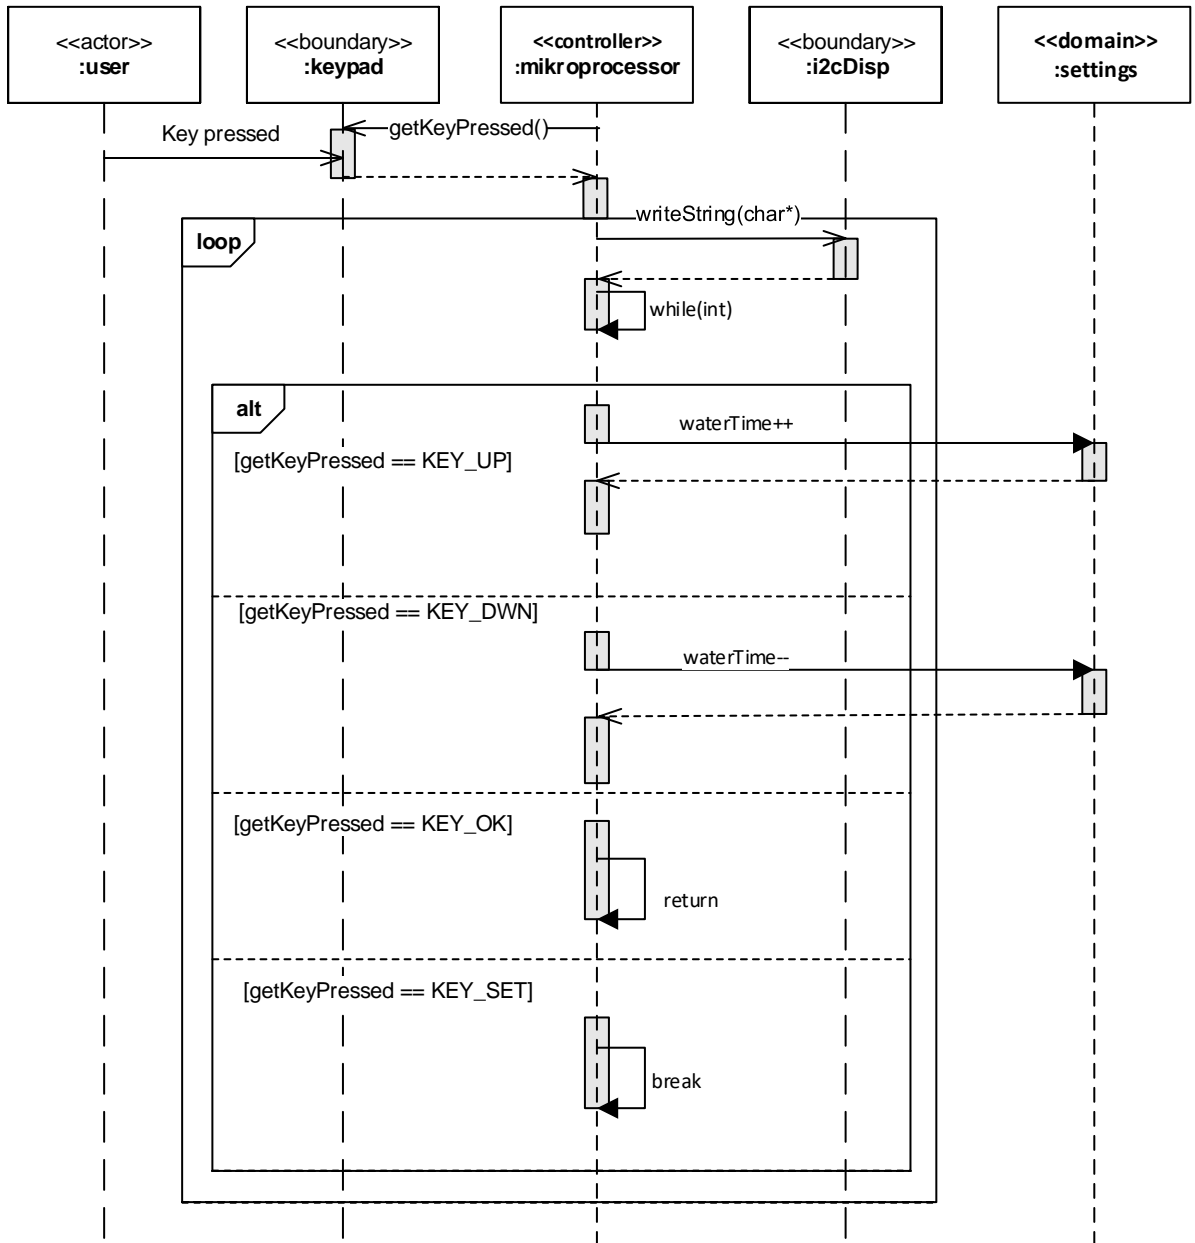 <<actor>>
:user
<<boundary>>
:keypad
<<controller>>
:mikroprocessor
<<boundary>>
:i2cDisp
<<domain>>
:settings
getKeyPressed()
Key pressed
writeString(char*)
loop
while(int)
alt
waterTime++
[getKeyPressed == KEY_UP]
[getKeyPressed == KEY_DWN]
waterTime--
[getKeyPressed == KEY_OK]
return
[getKeyPressed == KEY_SET]
break